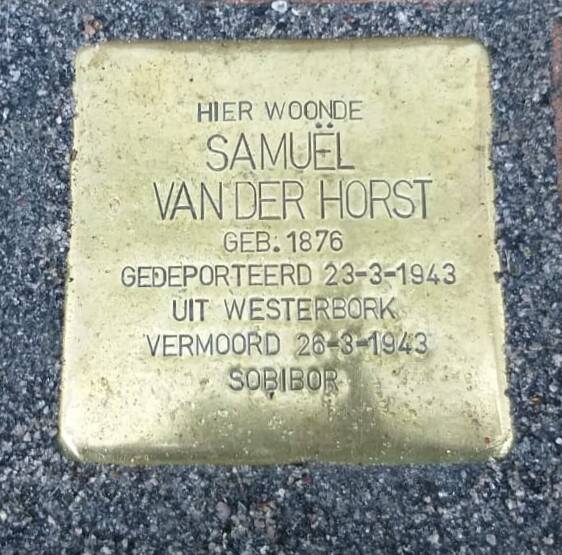 HIER WOONDE
SAMUËL
VAN DER HORST
GEB. 1876
GEDEPORTEERD 23-3-1943
UIT WESTERBORK
VERMOORD 26-3-1943
SOBIBOR